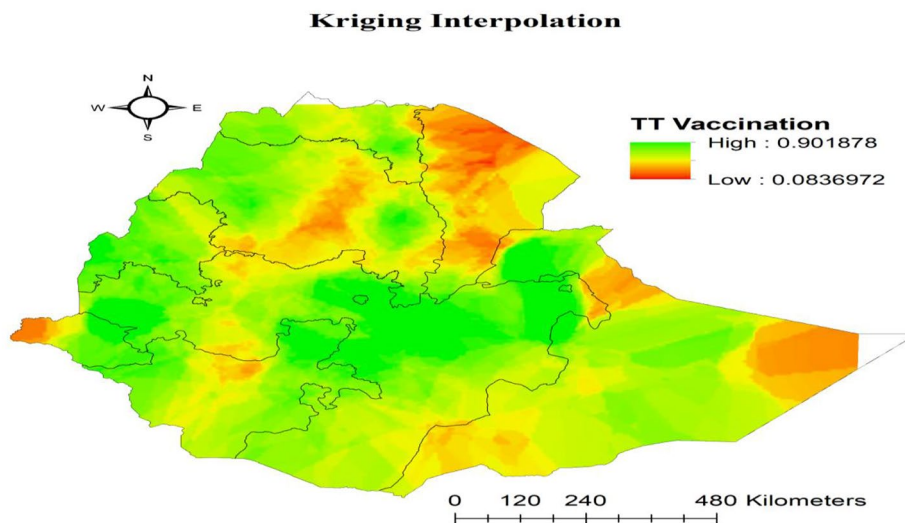 Kriging Interpolation
N
W E
S
TT Vaccination
High : 0.901878
Low : 0.0836972
0 120 240 480 Kilometers